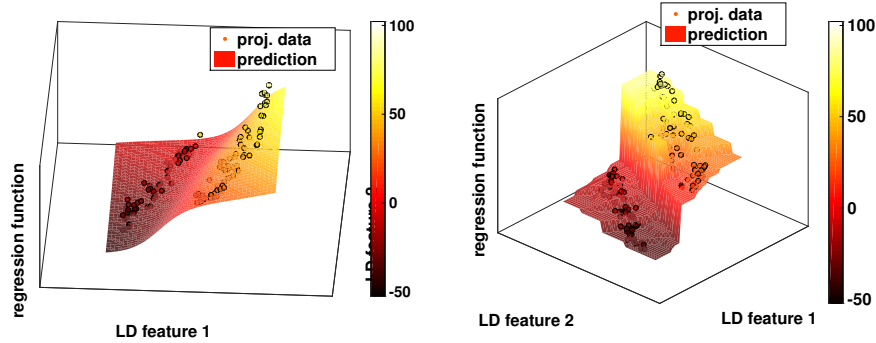 proj. data
prediction
100
50
0
-50
regression function
LD feature 1
proj. data
prediction
100
50
0
-50
regression function
LD feature 2
LD feature 1